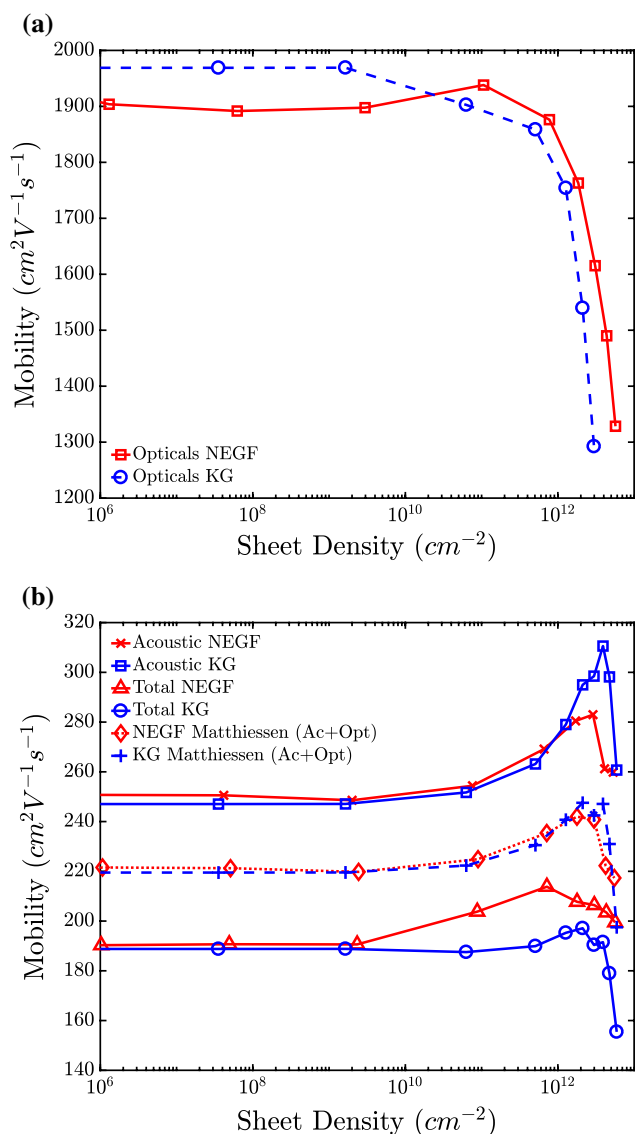 (a)
2000
1900
1800
1700
1600
1500
1400
1300
1200
Mobility (cm²V⁻¹s⁻¹)
Opticals NEGF
Opticals KG
10⁶ 10⁸ 10¹⁰ 10¹²
Sheet Density (cm⁻²)
(b)
320
300
280
260
240
220
200
180
160
140
Mobility (cm²V⁻¹s⁻¹)
Acoustic NEGF
Acoustic KG
Total NEGF
Total KG
NEGF Matthiessen (Ac+Opt)
KG Matthiessen (Ac+Opt)
10⁶ 10⁸ 10¹⁰ 10¹²
Sheet Density (cm⁻²)